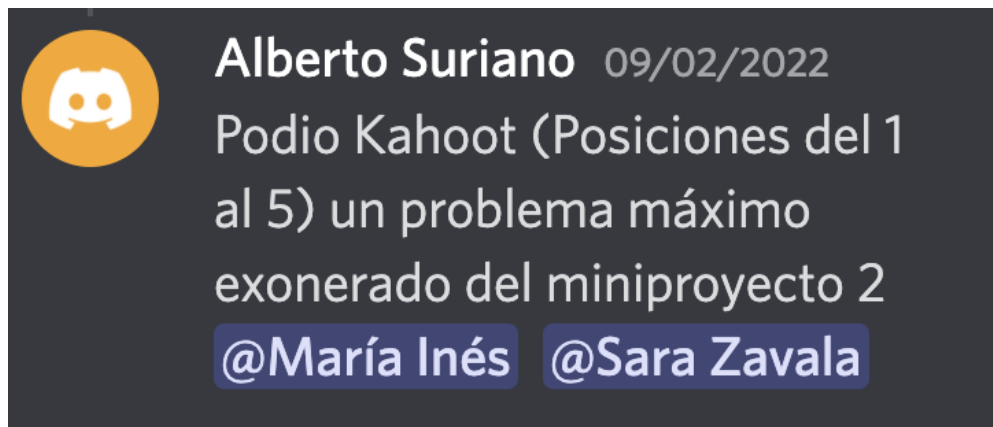 Alberto Suriano 09/02/2022
Podio Kahoot (Posiciones del 1
al 5) un problema máximo
exonerado del miniproyecto 2
@María Inés @Sara Zavala